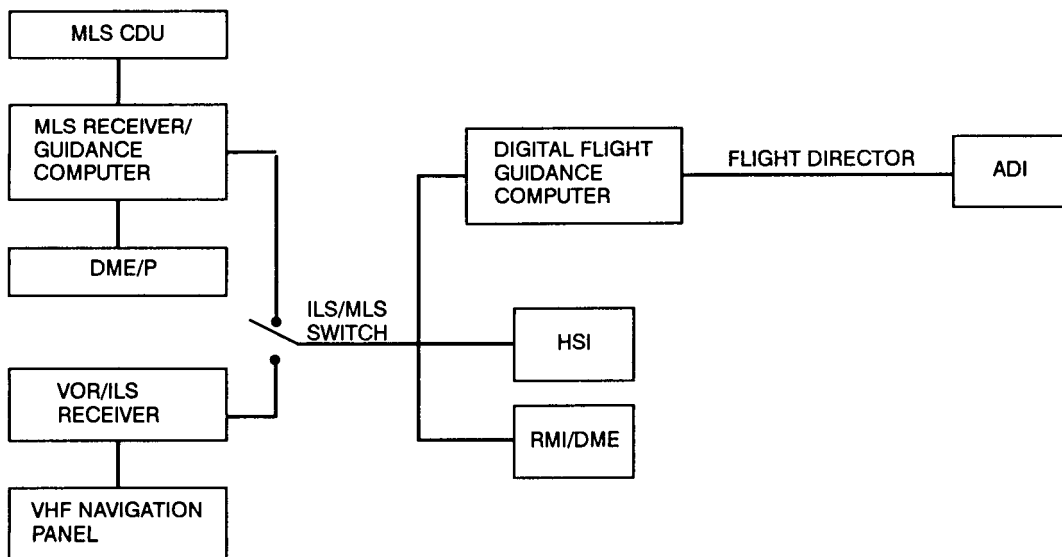 MLS CDU
MLS RECEIVER/
GUIDANCE
COMPUTER
DME/P
VOR/ILS
RECEIVER
VHF NAVIGATION
PANEL
ILS/MLS
SWITCH
DIGITAL FLIGHT
GUIDANCE
COMPUTER
FLIGHT DIRECTOR
ADI
HSI
RMI/DME